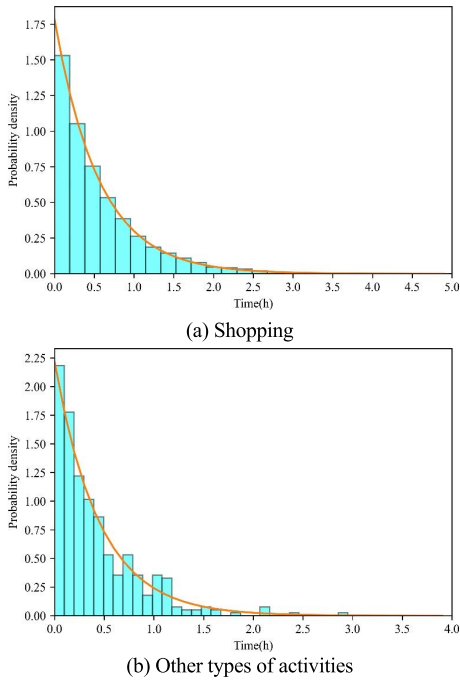 1.75
1.50
1.25
1.00
0.75
0.50
0.25
0.00
Probability density
0.0 0.5 1.0 1.5 2.0 2.5 3.0 3.5 4.0 4.5 5.0
Time(h)
(a) Shopping
2.25
2.00
1.75
1.50
1.25
1.00
0.75
0.50
0.25
0.00
Probability density
0.0 0.5 1.0 1.5 2.0 2.5 3.0 3.5 4.0
Time(h)
(b) Other types of activities